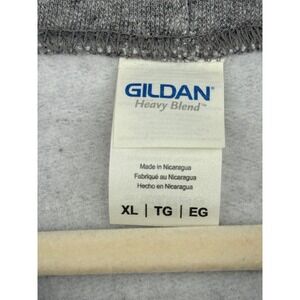 GILDAN®
Heavy Blend™
Made in Nicaragua
Fabriqué au Nicaragua
Hecho en Nicaragua
XL | TG | EG